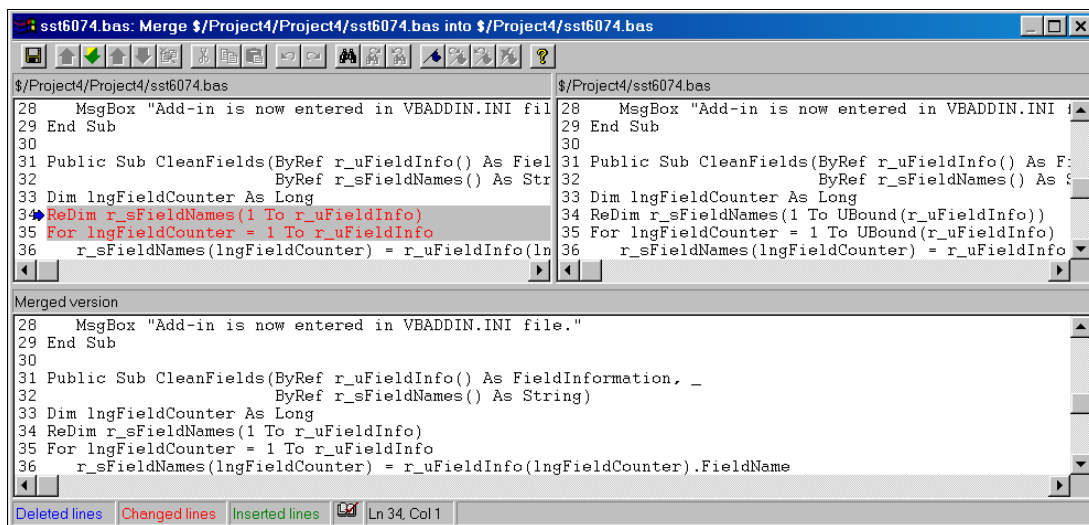 sst6074.bas: Merge $/Project4/Project4/sst6074.bas into $/Project4/sst6074.bas
$/Project4/Project4/sst6074.bas
28    MsgBox "Add-in is now entered in VBADDIN.INI fil
29 End Sub
30
31 Public Sub CleanFields(ByRef r_uFieldInfo() As Fiel
32                        ByRef r_sFieldNames() As Str
33 Dim lngFieldCounter As Long
34 ReDim r_sFieldNames(1 To r_uFieldInfo)
35 For lngFieldCounter = 1 To r_uFieldInfo
36    r_sFieldNames(lngFieldCounter) = r_uFieldInfo(ln
$/Project4/sst6074.bas
28    MsgBox "Add-in is now entered in VBADDIN.INI f
29 End Sub
30
31 Public Sub CleanFields(ByRef r_uFieldInfo() As F
32                        ByRef r_sFieldNames() As S
33 Dim lngFieldCounter As Long
34 ReDim r_sFieldNames(1 To UBound(r_uFieldInfo))
35 For lngFieldCounter = 1 To UBound(r_uFieldInfo)
36    r_sFieldNames(lngFieldCounter) = r_uFieldInfo
Merged version
28    MsgBox "Add-in is now entered in VBADDIN.INI file."
29 End Sub
30
31 Public Sub CleanFields(ByRef r_uFieldInfo() As FieldInformation, _
32                        ByRef r_sFieldNames() As String)
33 Dim lngFieldCounter As Long
34 ReDim r_sFieldNames(1 To r_uFieldInfo)
35 For lngFieldCounter = 1 To r_uFieldInfo
36    r_sFieldNames(lngFieldCounter) = r_uFieldInfo(lngFieldCounter).FieldName
Deleted lines Changed lines Inserted lines Ln 34, Col 1